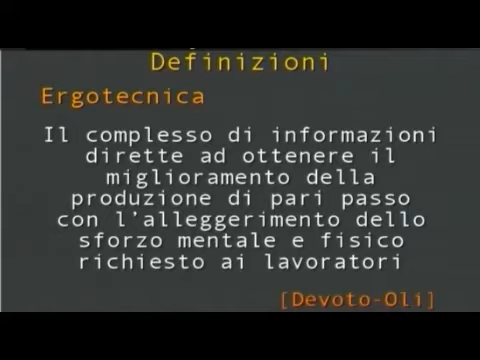 Definizioni
Ergotecnica
Il complesso di informazioni
dirette ad ottenere il
miglioramento della
produzione di pari passo
con l'alleggerimento dello
sforzo mentale e fisico
richiesto ai lavoratori
[Devoto-Oli]